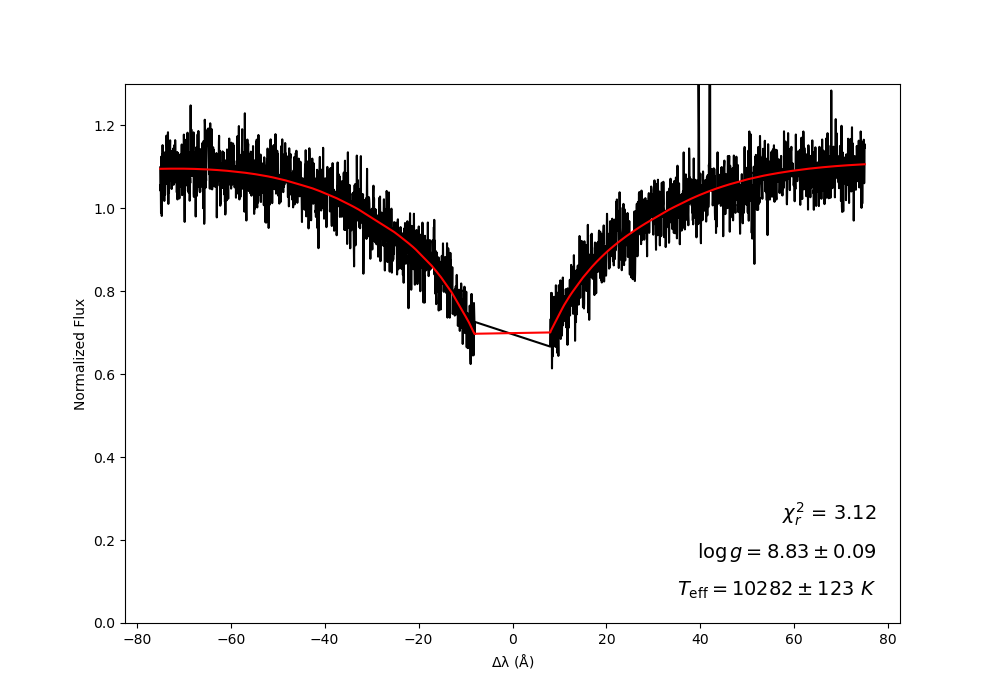 1.2
1.0
0.8
0.6
0.4
0.2
0.0
Normalized Flux
χ²ᵣ = 3.12
log g = 8.83 ± 0.09
T_eff = 10282 ± 123 K
−80 −60 −40 −20 0 20 40 60 80
Δλ (Å)